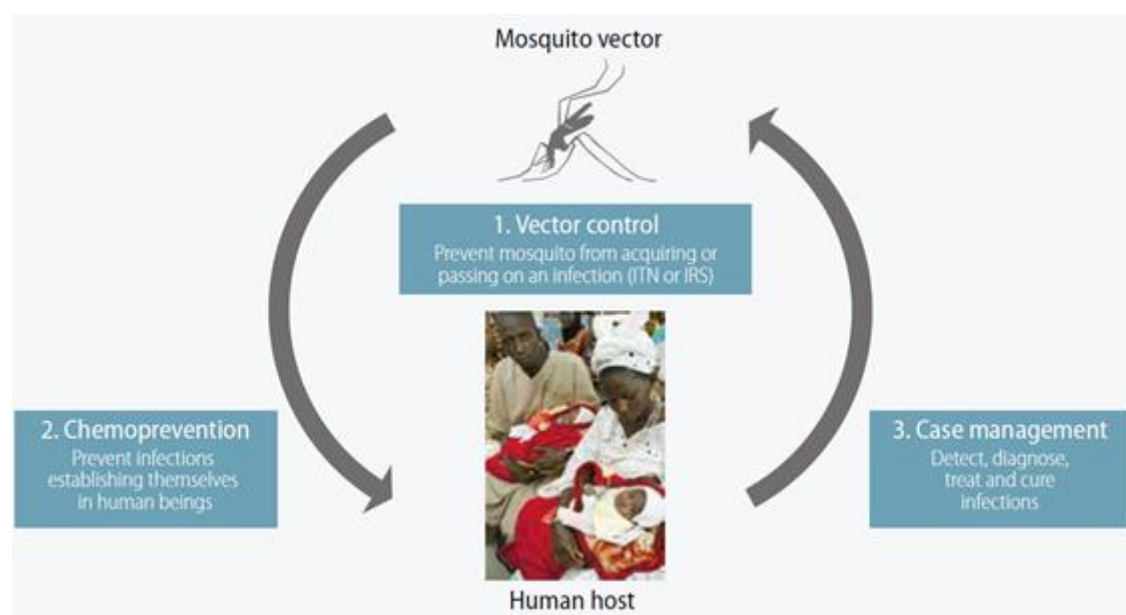 Mosquito vector
1. Vector control
Prevent mosquito from acquiring or
passing on an infection (ITN or IRS)
2. Chemoprevention
Prevent infections
establishing themselves
in human beings
3. Case management
Detect, diagnose,
treat and cure
infections
Human host